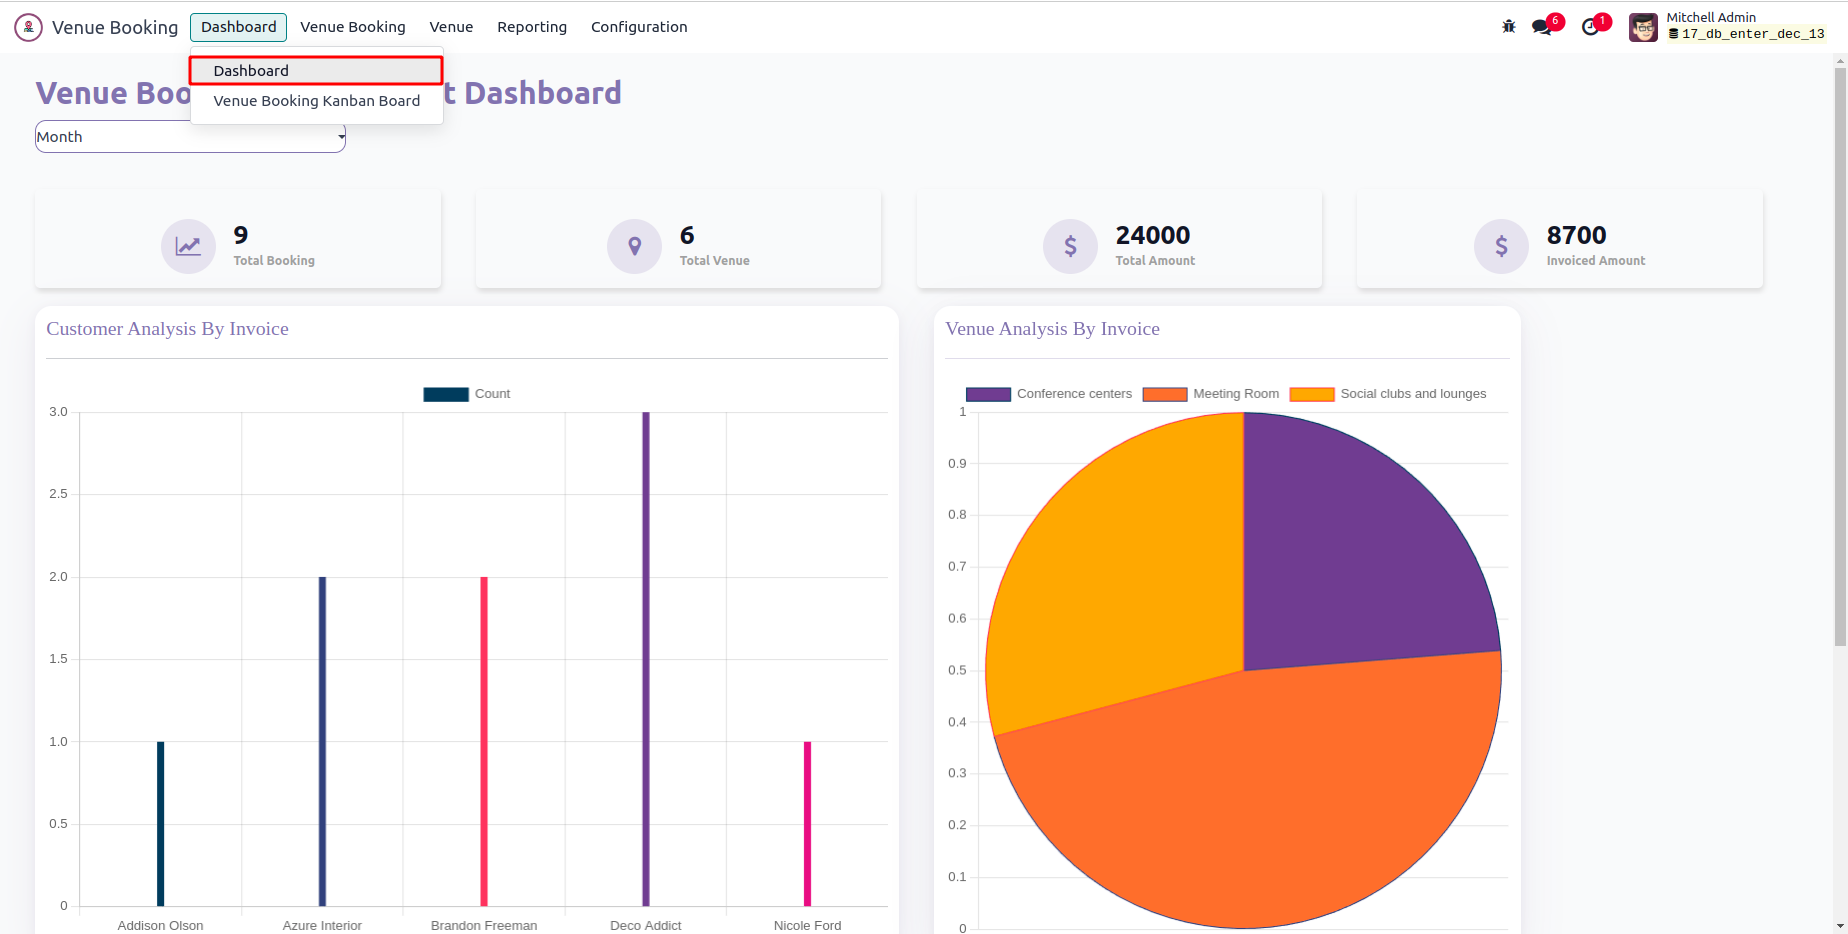 Venue Booking Dashboard Venue Booking Venue Reporting Configuration 6 1 Mitchell Admin
17_db_enter_dec_13
Dashboard
Venue Booking Kanban Board
Venue Boo t Dashboard
Month
9
Total Booking
6
Total Venue
24000
Total Amount
8700
Invoiced Amount
Customer Analysis By Invoice
Count
3.0
2.5
2.0
1.5
1.0
0.5
0
Addison Olson Azure Interior Brandon Freeman Deco Addict Nicole Ford
Venue Analysis By Invoice
Conference centers Meeting Room Social clubs and lounges
1
0.9
0.8
0.7
0.6
0.5
0.4
0.3
0.2
0.1
0